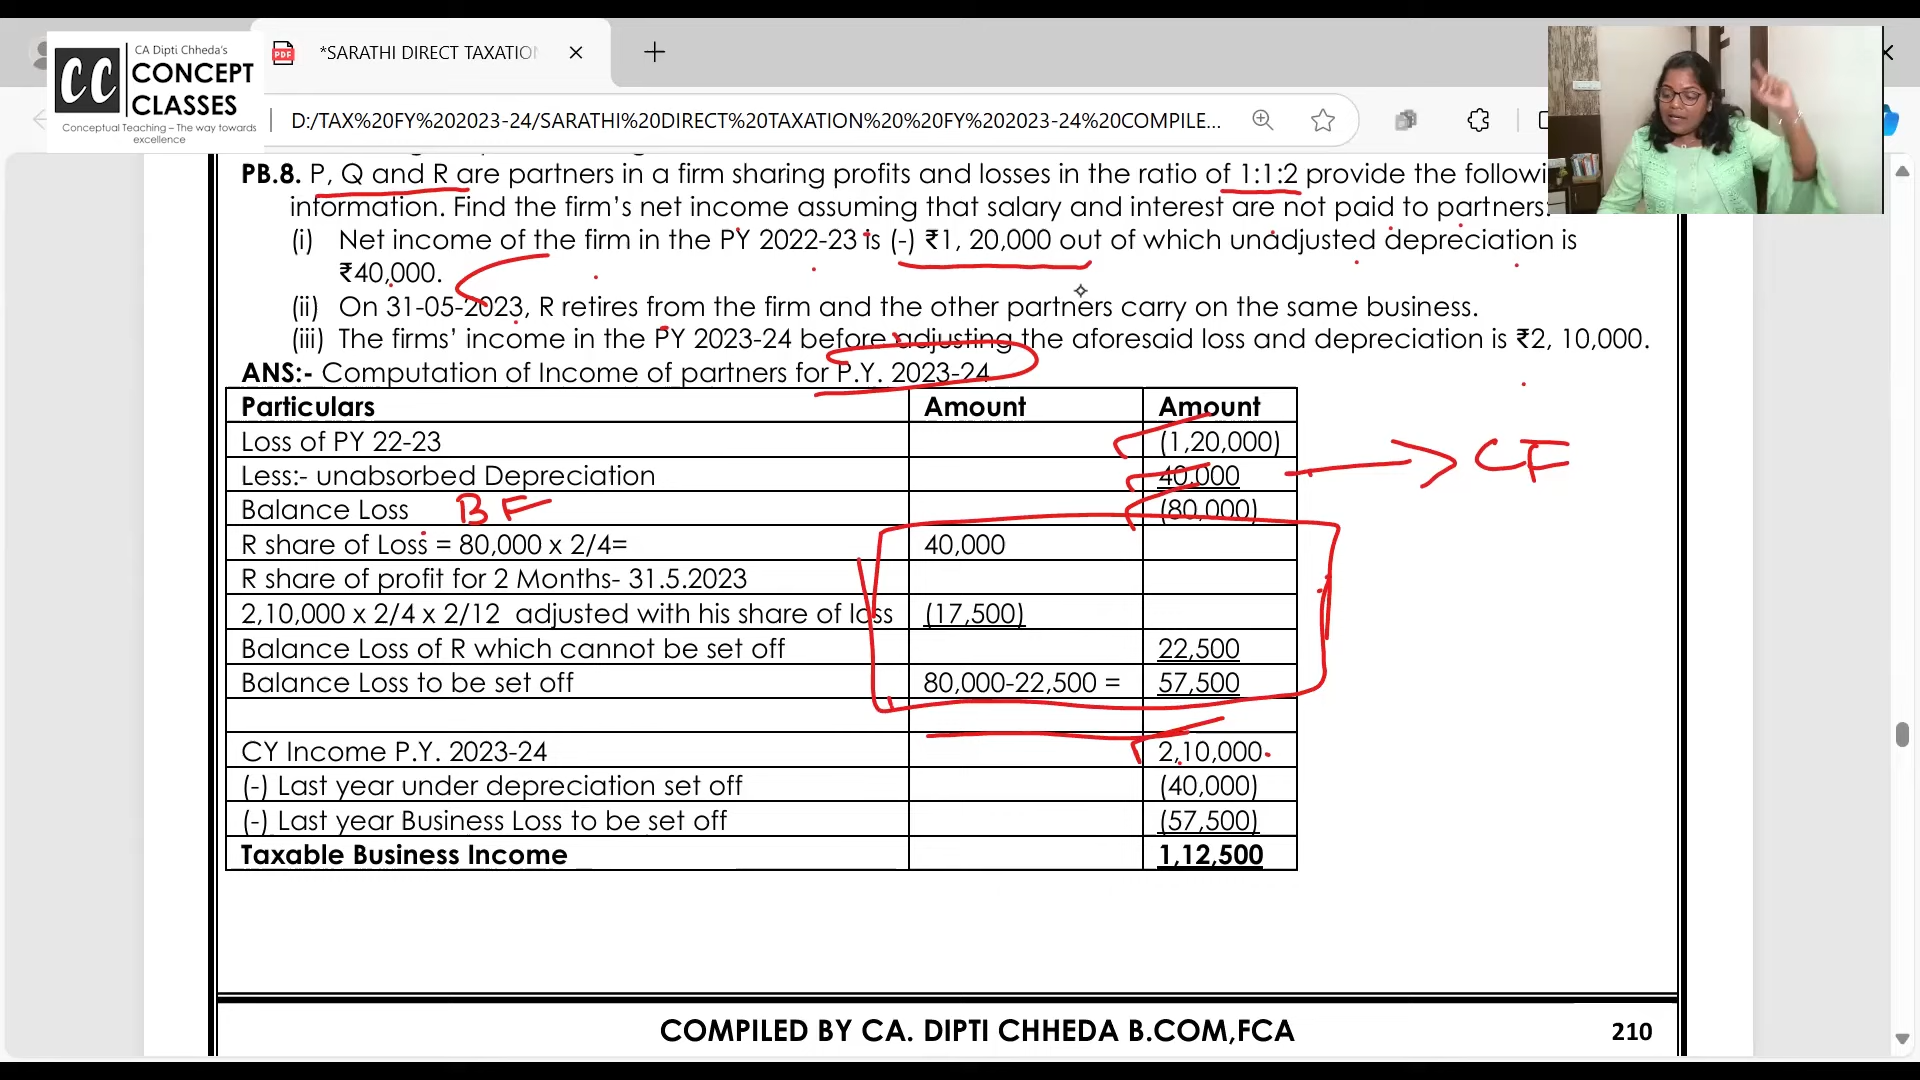 *SARATHI DIRECT TAXATIO
CA Dipti Chheda's
CC CONCEPT
CLASSES
Conceptual Teaching – The way towards
excellence
D:/TAX%20FY%202023-24/SARATHI%20DIRECT%20TAXATION%20%20FY%202023-24%20COMPILE...
PB.8. P, Q and R are partners in a firm sharing profits and losses in the ratio of 1:1:2 provide the followi
information. Find the firm's net income assuming that salary and interest are not paid to partners.
(i) Net income of the firm in the PY 2022-23 is (-) ₹1, 20,000 out of which unadjusted depreciation is
₹40,000.
(ii) On 31-05-2023, R retires from the firm and the other partners carry on the same business.
(iii) The firms' income in the PY 2023-24 before adjusting the aforesaid loss and depreciation is ₹2, 10,000.
ANS:- Computation of Income of partners for P.Y. 2023-24
Particulars Amount Amount
Loss of PY 22-23 (1,20,000)
Less:- unabsorbed Depreciation 40,000 CF
Balance Loss BF (80,000)
R share of Loss = 80,000 x 2/4= 40,000
R share of profit for 2 Months- 31.5.2023
2,10,000 x 2/4 x 2/12 adjusted with his share of loss (17,500)
Balance Loss of R which cannot be set off 22,500
Balance Loss to be set off 80,000-22,500 = 57,500
CY Income P.Y. 2023-24 2,10,000
(-) Last year under depreciation set off (40,000)
(-) Last year Business Loss to be set off (57,500)
Taxable Business Income 1,12,500
COMPILED BY CA. DIPTI CHHEDA B.COM,FCA 210